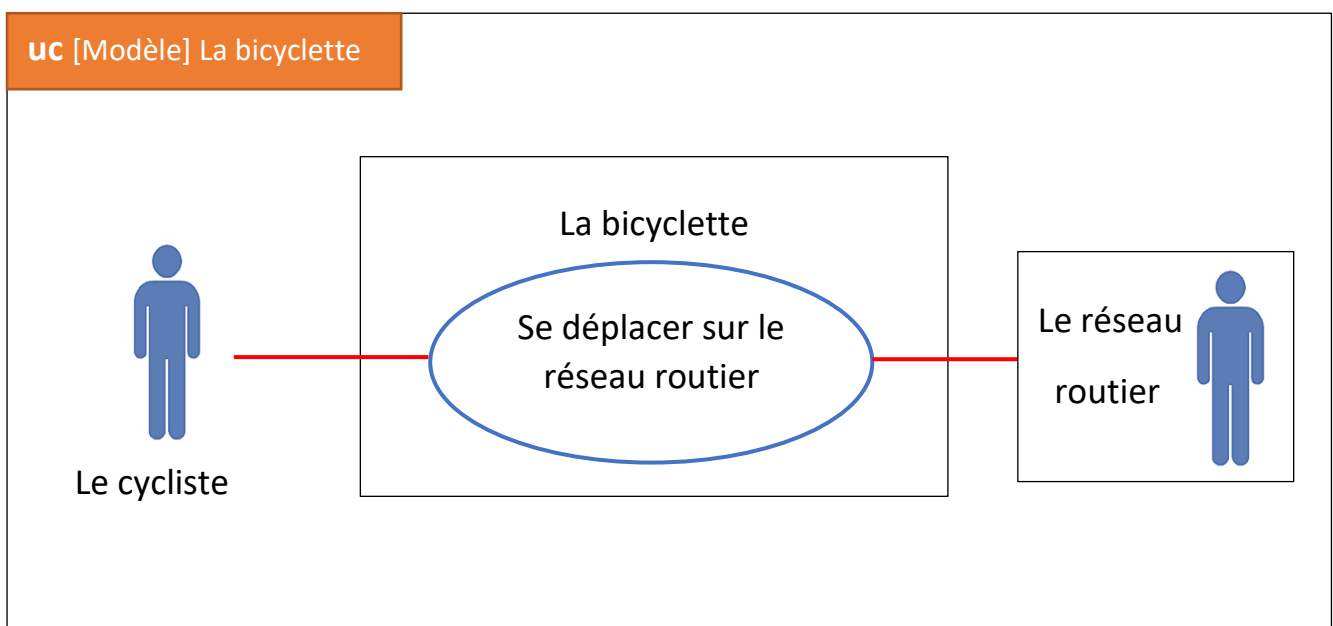 uc [Modèle] La bicyclette
La bicyclette
Se déplacer sur le
réseau routier
Le cycliste
Le réseau
routier